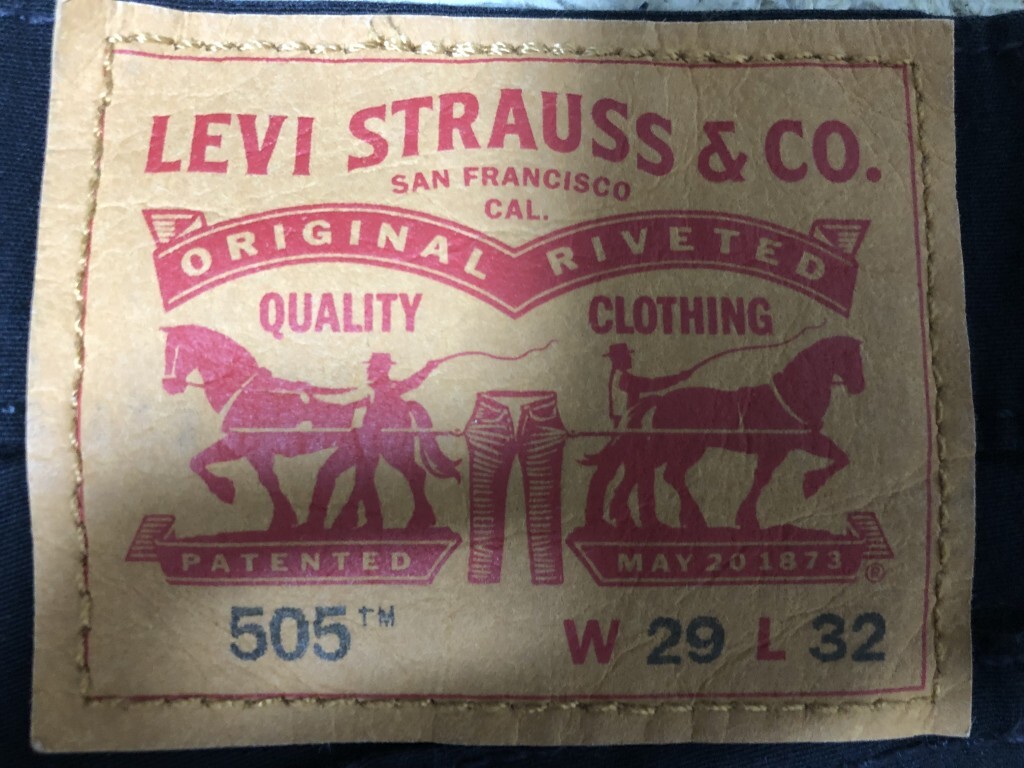 LEVI STRAUSS & CO.
SAN FRANCISCO
CAL.
ORIGINAL RIVETED
QUALITY CLOTHING
PATENTED MAY 20 1873 ®
505™ W 29 L 32